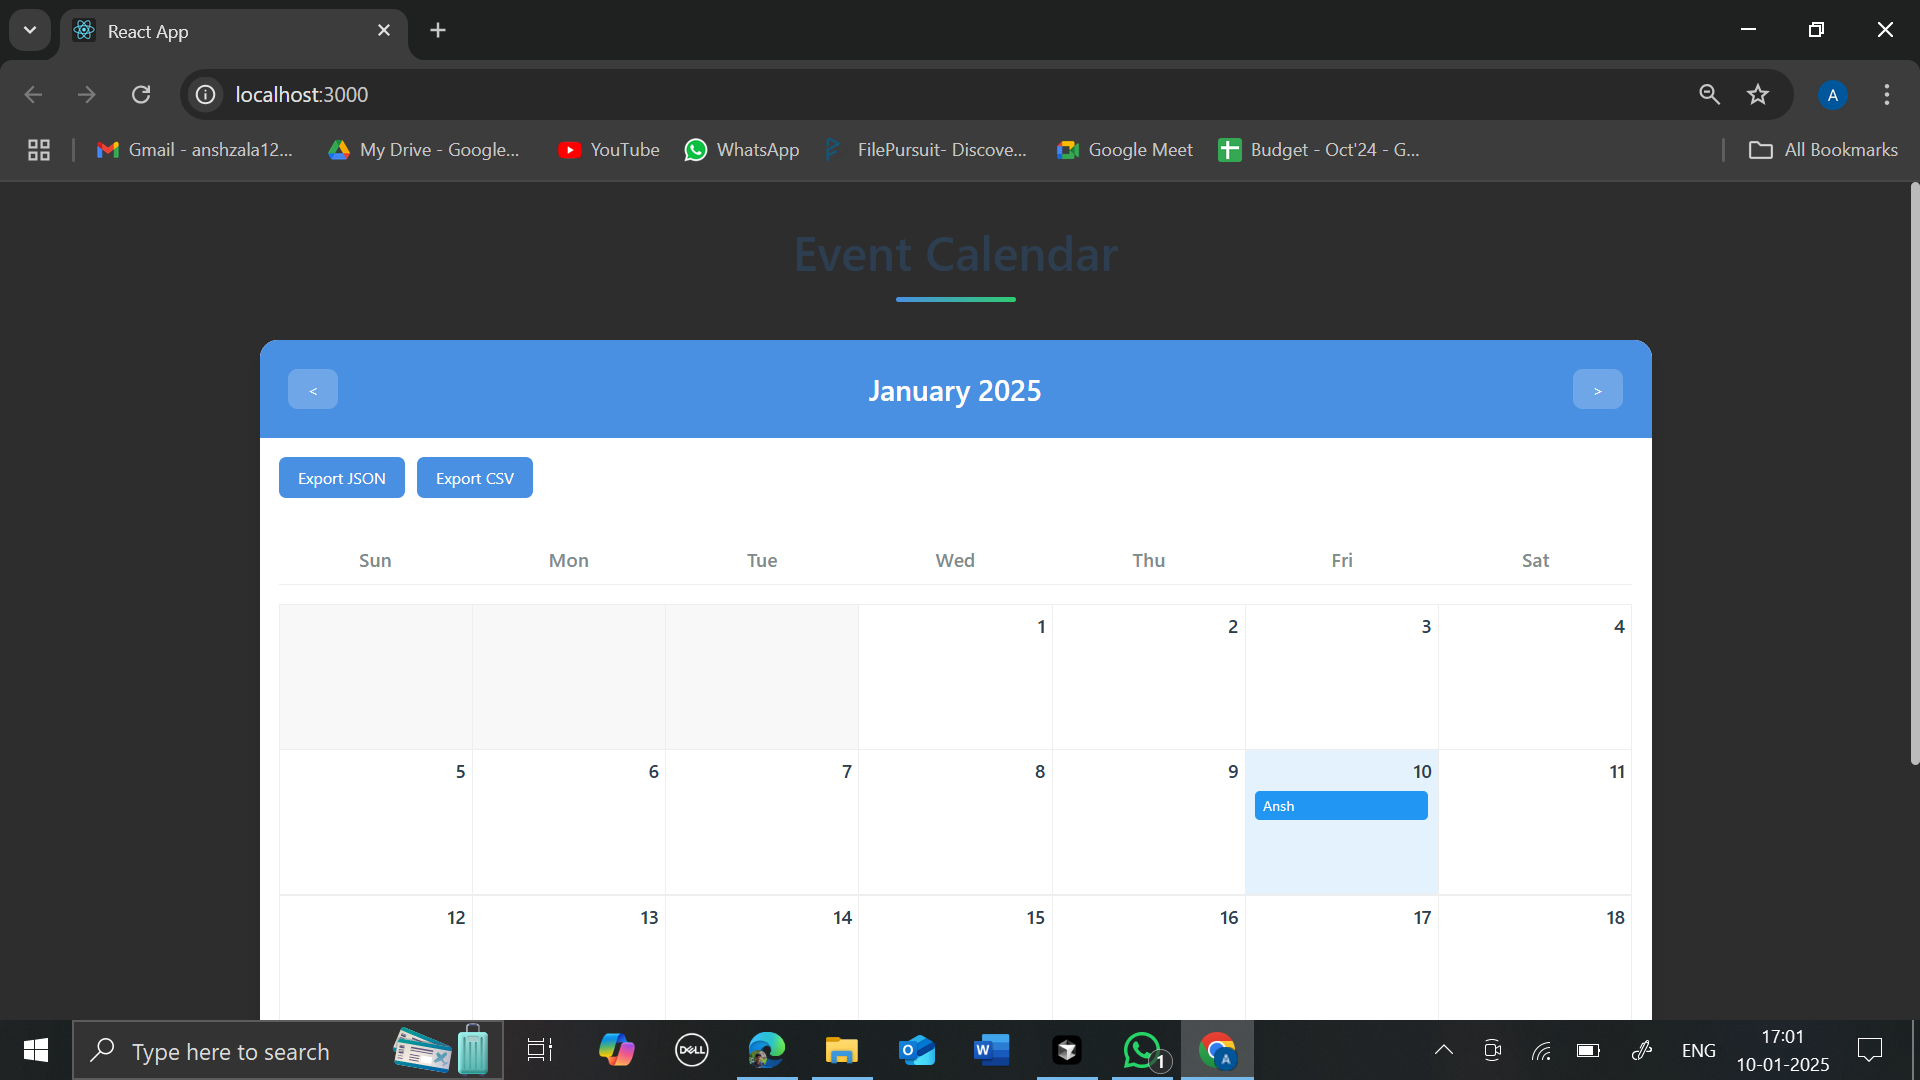 React App
localhost:3000
A
Gmail - anshzala12...
My Drive - Google...
YouTube
WhatsApp
FilePursuit- Discove...
Google Meet
Budget - Oct'24 - G...
All Bookmarks
Event Calendar
< January 2025 >
Export JSON Export CSV
Sun Mon Tue Wed Thu Fri Sat
1 2 3 4
5 6 7 8 9 10 11
Ansh
12 13 14 15 16 17 18
Type here to search
DELL
O
W
1
A
ENG
17:01
10-01-2025